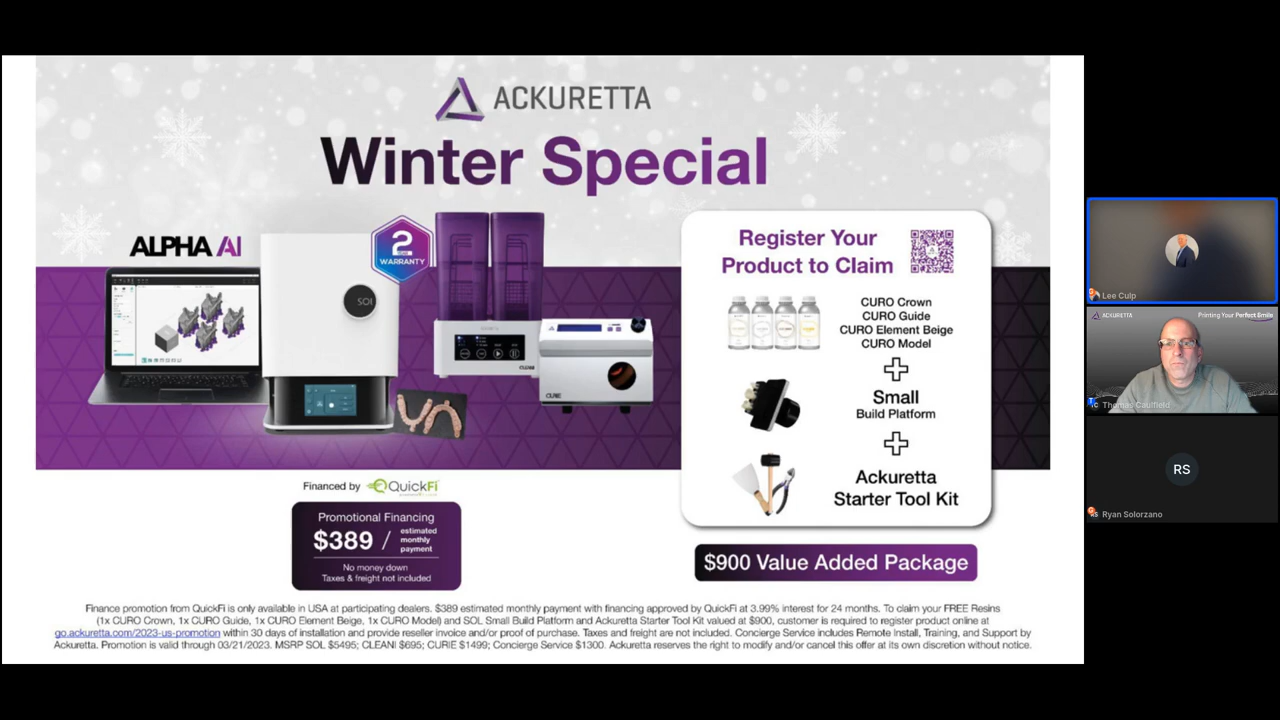 ACKURETTA
Winter Special
ALPHA AI
2
YEAR
WARRANTY
SOL
CLEANI
CURIE
Register Your
Product to Claim
CURO Crown
CURO Guide
CURO Element Beige
CURO Model
Small
Build Platform
Ackuretta
Starter Tool Kit
$900 Value Added Package
Financed by QuickFi
Promotional Financing
$389 / estimated
monthly
payment
No money down
Taxes & freight not included
Finance promotion from QuickFi is only available in USA at participating dealers. $389 estimated monthly payment with financing approved by QuickFi at 3.99% interest for 24 months. To claim your FREE Resins
(1x CURO Crown, 1x CURO Guide, 1x CURO Element Beige, 1x CURO Model) and SOL Small Build Platform and Ackuretta Starter Tool Kit valued at $900, customer is required to register product online at
go.ackuretta.com/2023-us-promotion within 30 days of installation and provide reseller invoice and/or proof of purchase. Taxes and freight are not included. Concierge Service includes Remote Install, Training, and Support by
Ackuretta. Promotion is valid through 03/21/2023. MSRP SOL $5495; CLEANI $695; CURIE $1499; Concierge Service $1300. Ackuretta reserves the right to modify and/or cancel this offer at its own discretion without notice.
Lee Culp
ACKURETTA
Printing Your Perfect Smile
Thomas Caulfield
RS
Ryan Solorzano